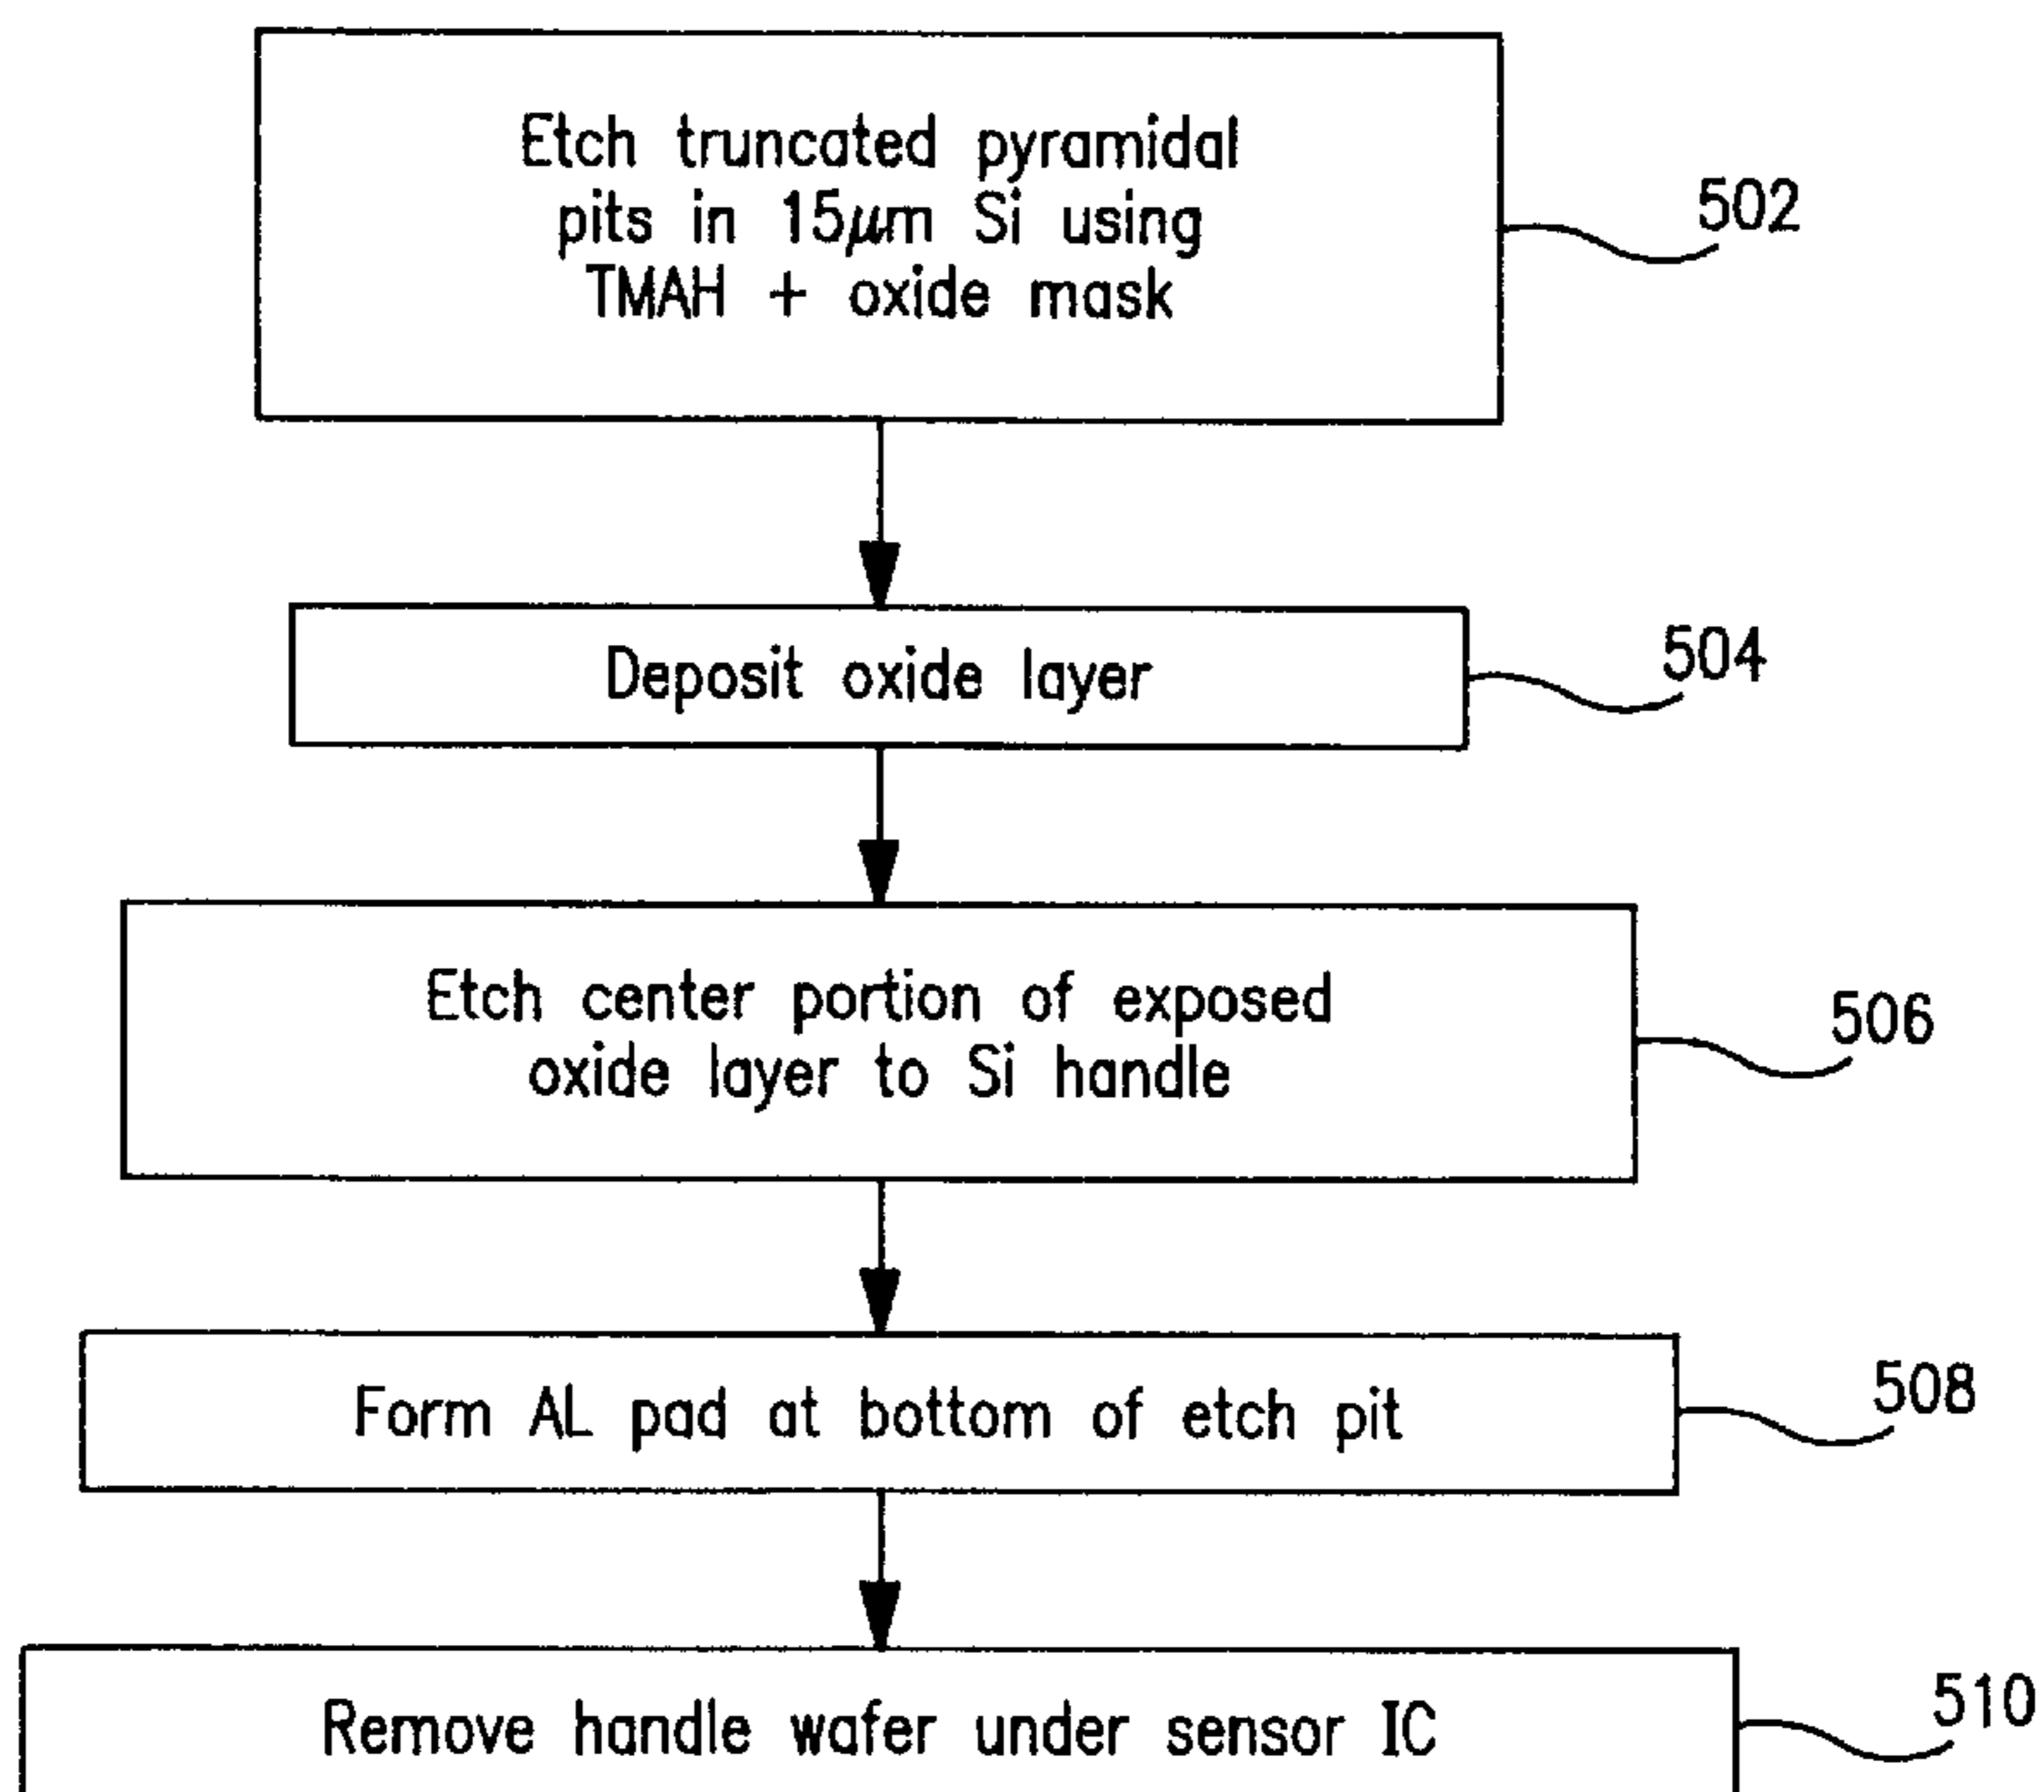 Etch truncated pyramidal
pits in 15μm Si using
TMAH + oxide mask
502
Deposit oxide layer
504
Etch center portion of exposed
oxide layer to Si handle
506
Form AL pad at bottom of etch pit
508
Remove handle wafer under sensor IC
510